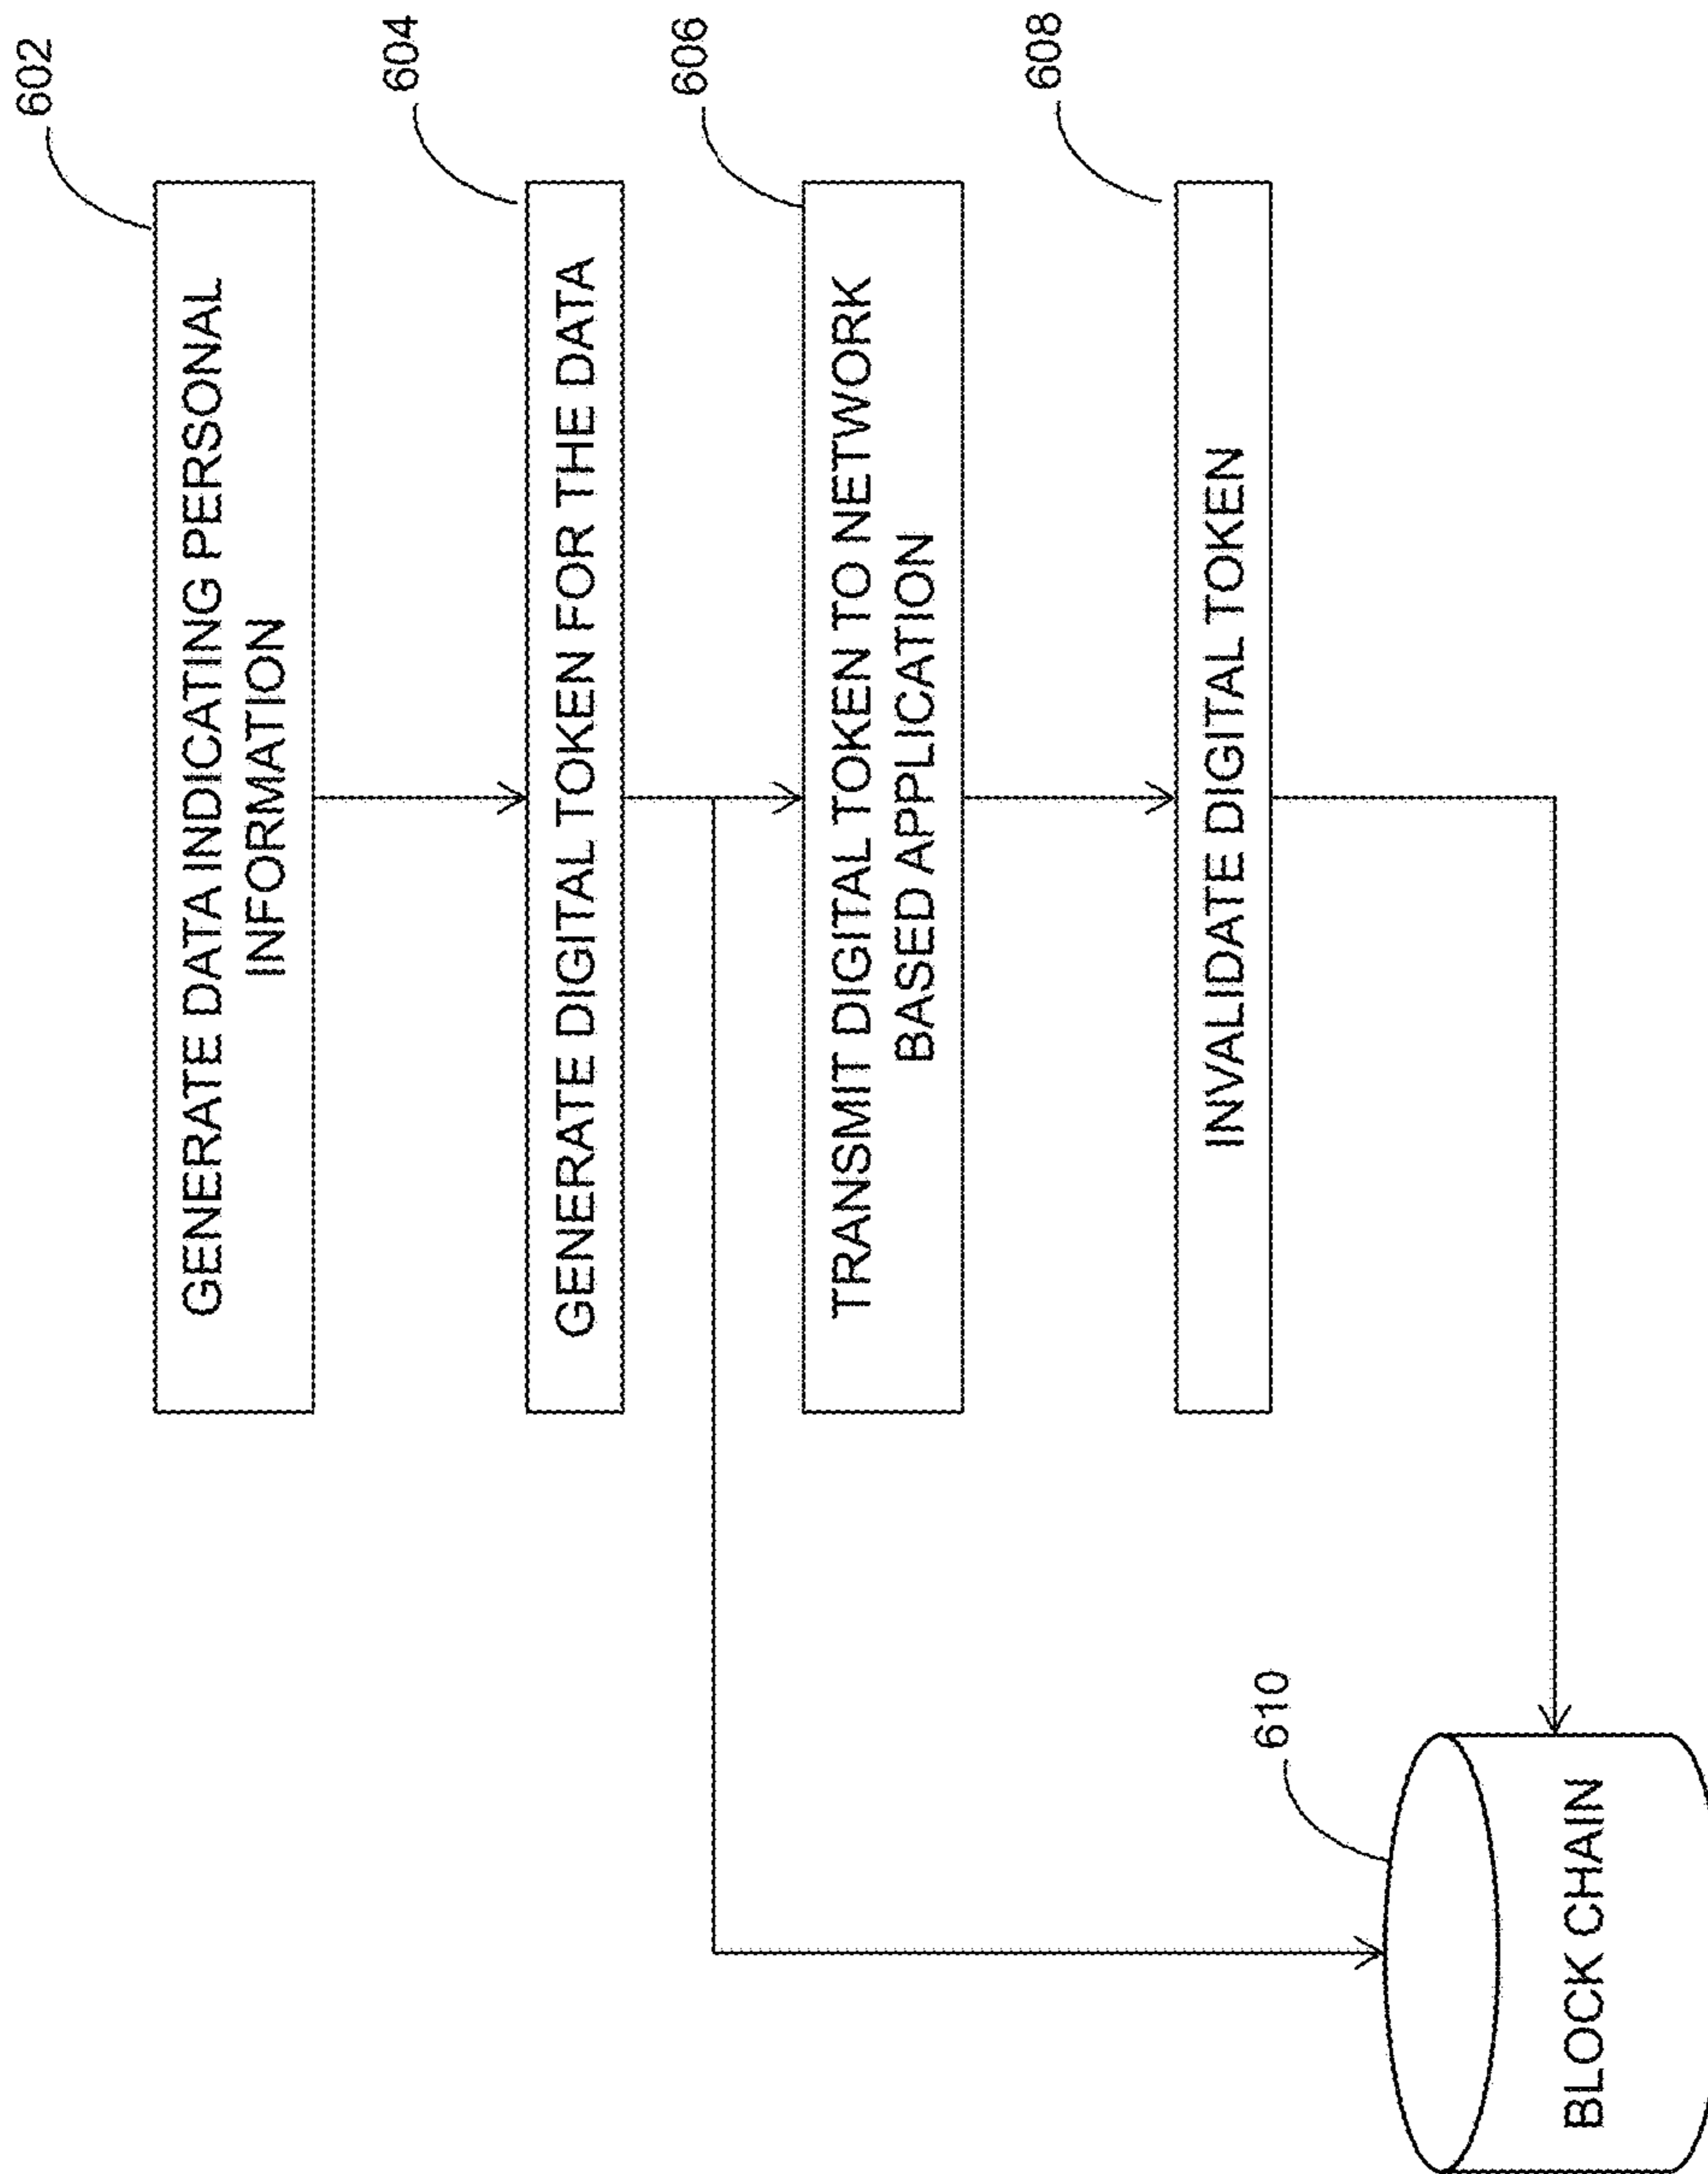 602
GENERATE DATA INDICATING PERSONAL
INFORMATION
604
GENERATE DIGITAL TOKEN FOR THE DATA
606
TRANSMIT DIGITAL TOKEN TO NETWORK
BASED APPLICATION
608
INVALIDATE DIGITAL TOKEN
610
BLOCK CHAIN